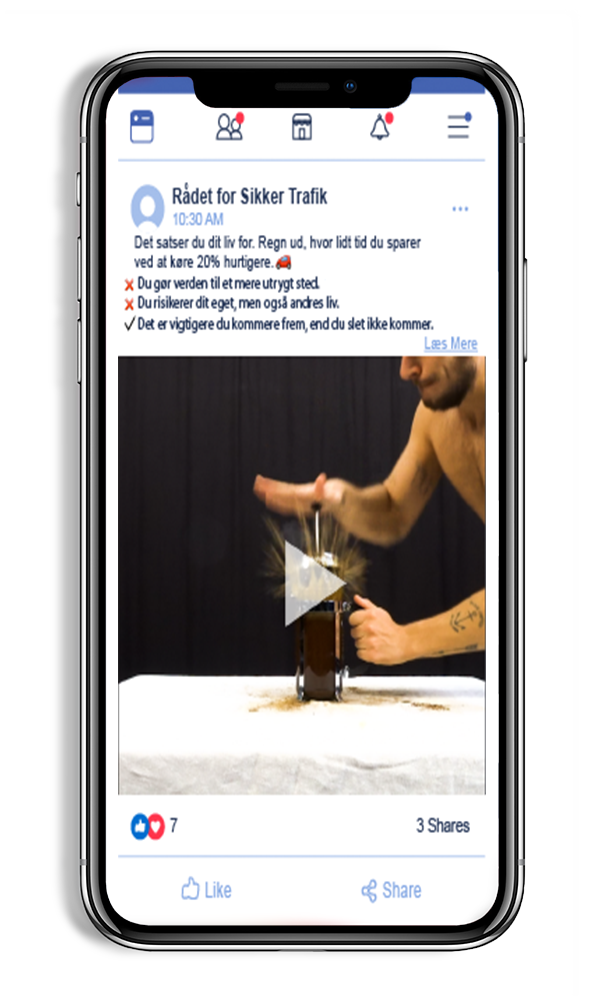 Rådet for Sikker Trafik
10:30 AM
Det satser du dit liv for. Regn ud, hvor lidt tid du sparer
ved at køre 20% hurtigere.
Du gør verden til et mere utrygt sted.
Du risikerer dit eget, men også andres liv.
Det er vigtigere du kommere frem, end du slet ikke kommer.
Læs Mere
7
3 Shares
Like
Share